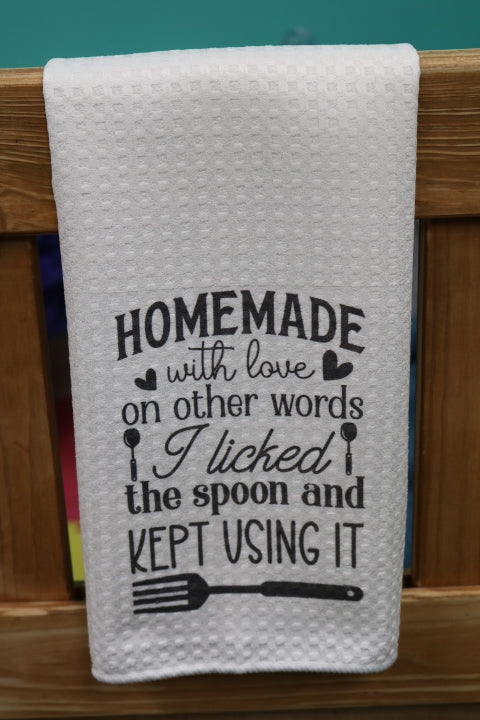 HOMEMADE
with love
on other words
I licked
the spoon and
KEPT USING IT